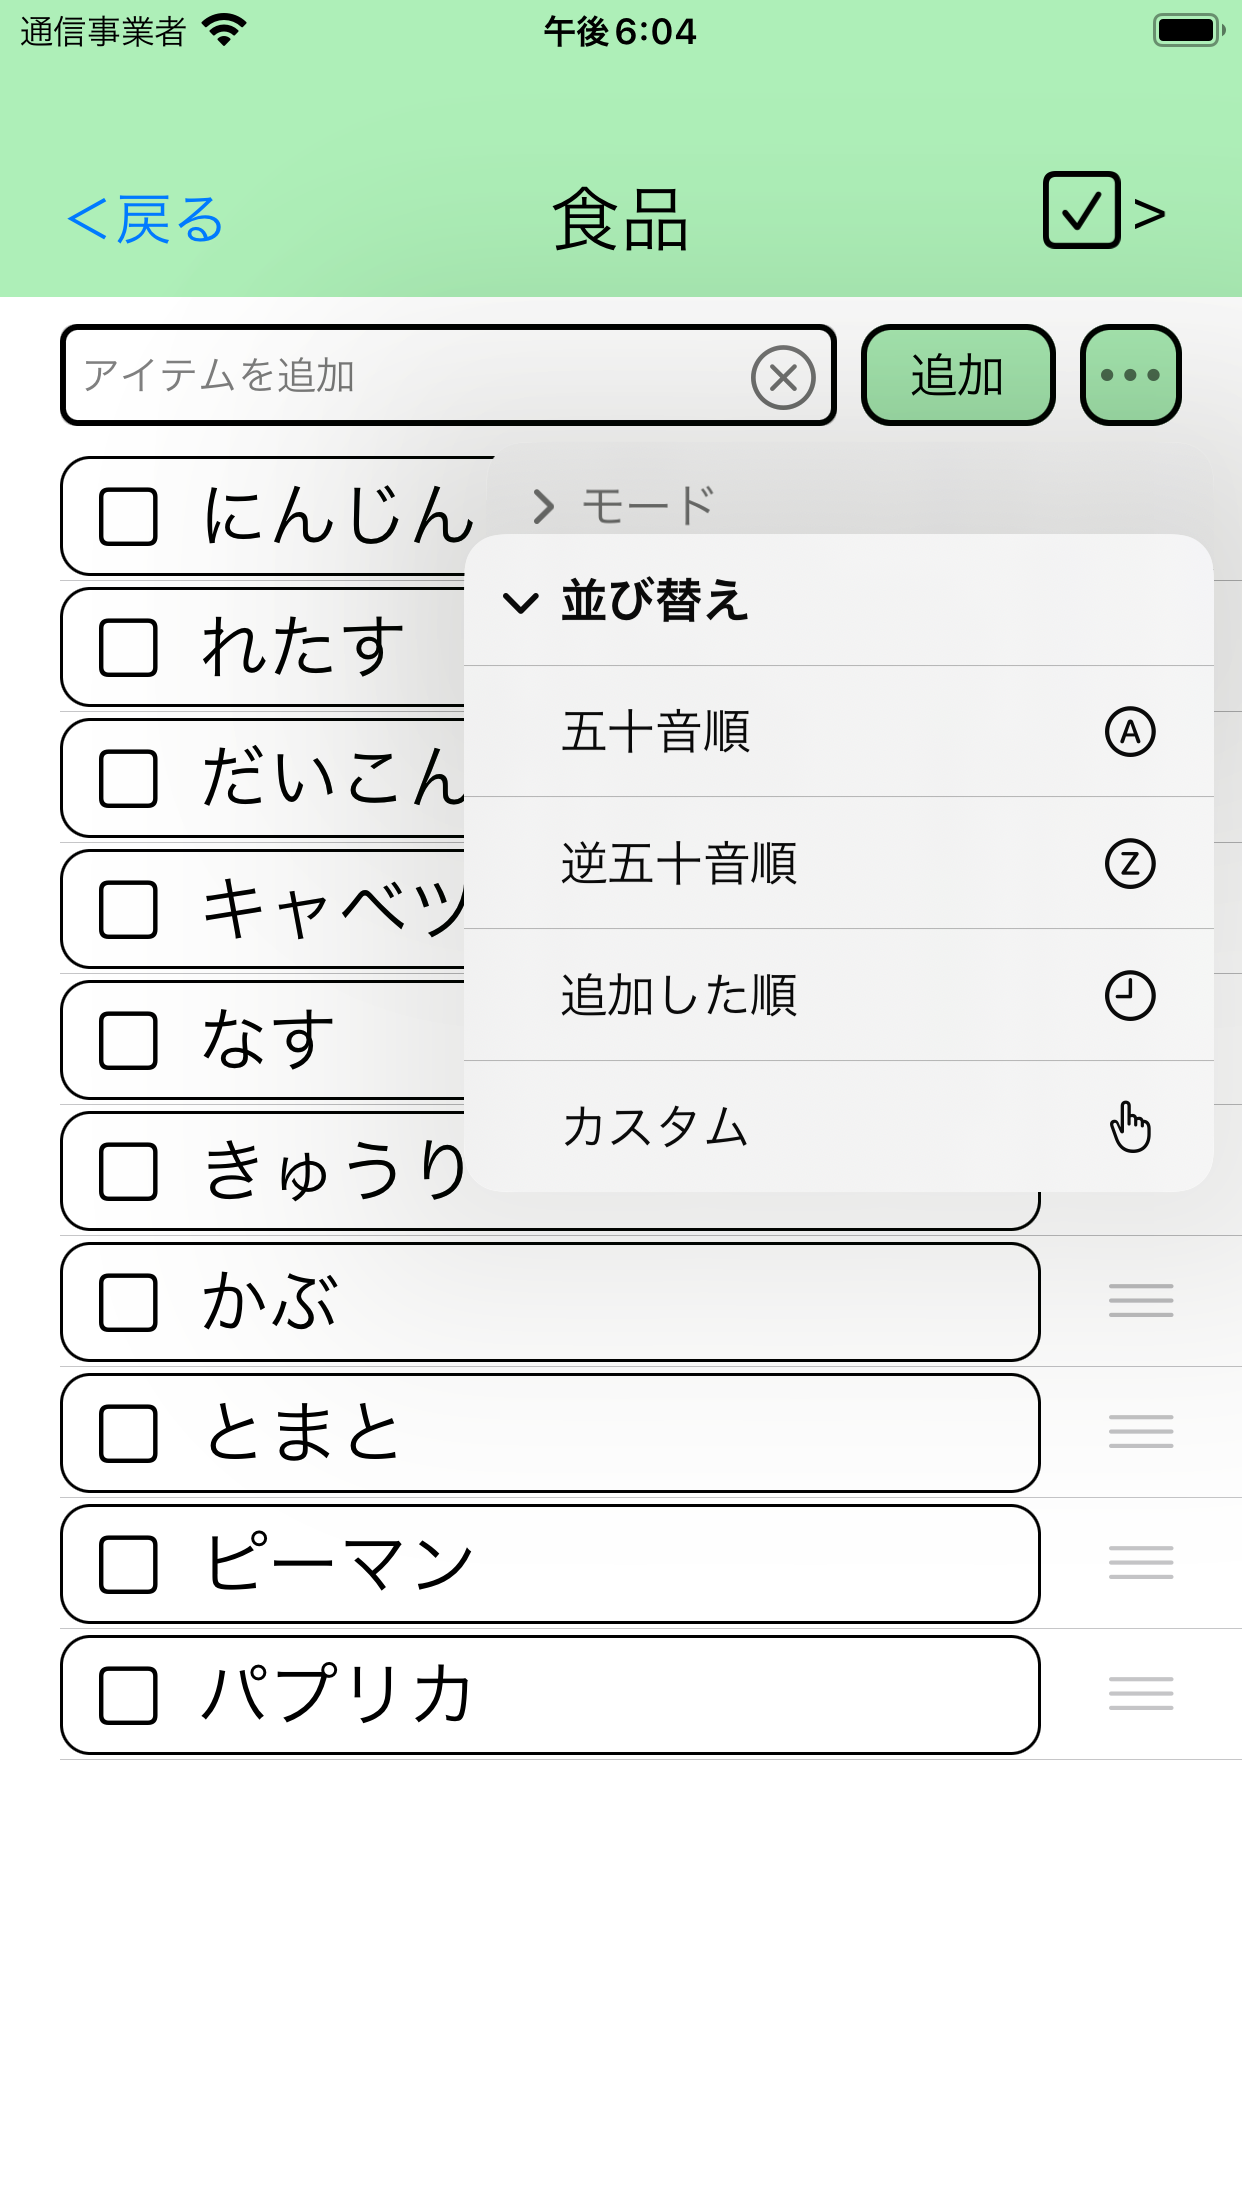 通信事業者 午後6:04
＜戻る 食品 >
アイテムを追加 追加 •••
モード
並び替え
五十音順 A
逆五十音順 Z
追加した順
カスタム
にんじん
れたす
だいこん
キャベツ
なす
きゅうり
かぶ
とまと
ピーマン
パプリカ